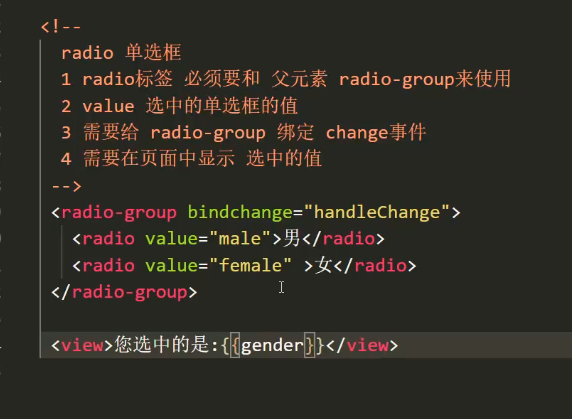 <!--
radio 单选框
1 radio标签 必须要和 父元素 radio-group来使用
2 value 选中的单选框的值
3 需要给 radio-group 绑定 change事件
4 需要在页面中显示 选中的值
-->
<radio-group bindchange="handleChange">
<radio value="male">男</radio>
<radio value="female" >女</radio>
</radio-group>
<view>您选中的是:{{gender}}</view>